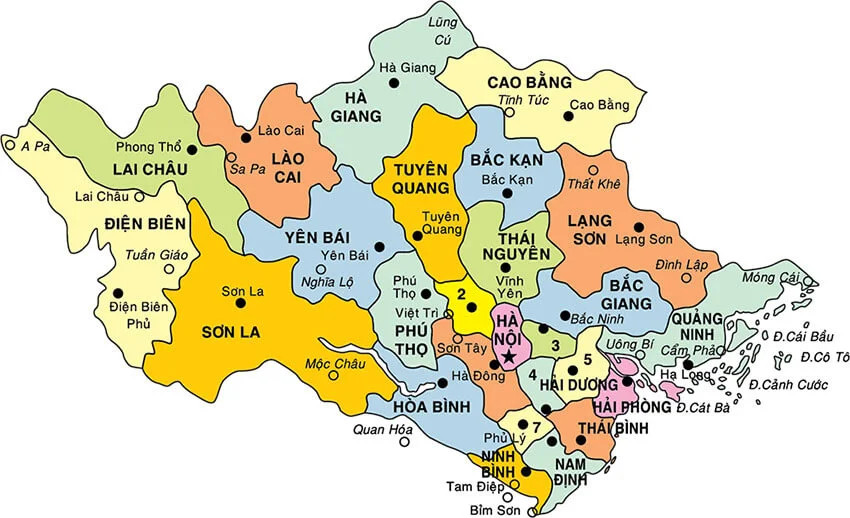 Lũng
Cú
Hà Giang
HÀ
GIANG
CAO BẰNG
Tĩnh Túc
Cao Bằng
A Pa
Phong Thổ
LAI CHÂU
Lào Cai
Sa Pa
LÀO
CAI
TUYÊN
QUANG
Tuyên
Quang
BẮC KẠN
Bắc Kạn
Thất Khê
LẠNG
SƠN
Lạng Sơn
Đình Lập
Lai Châu
ĐIỆN BIÊN
Tuần Giáo
Điện Biên
Phủ
YÊN BÁI
Yên Bái
Nghĩa Lộ
THÁI
NGUYÊN
Vĩnh
Yên
Sơn La
SƠN LA
Mộc Châu
Phú
Thọ
Việt Trì
PHÚ
THỌ
2
HÀ
NỘI
Sơn Tây
BẮC
GIANG
Bắc Ninh
3
Móng Cái
QUẢNG
NINH
Uông Bí
Cẩm Phả
Hạ Long
Đ.Cái Bầu
Đ.Cô Tô
Đ.Cảnh Cước
Đ.Cát Bà
Hà Đông
4
5
HẢI DƯƠNG
HẢI PHÒNG
HÒA BÌNH
Quan Hóa
Phủ Lý
7
THÁI BÌNH
NINH
BÌNH
NAM
ĐỊNH
Tam Điệp
Bỉm Sơn